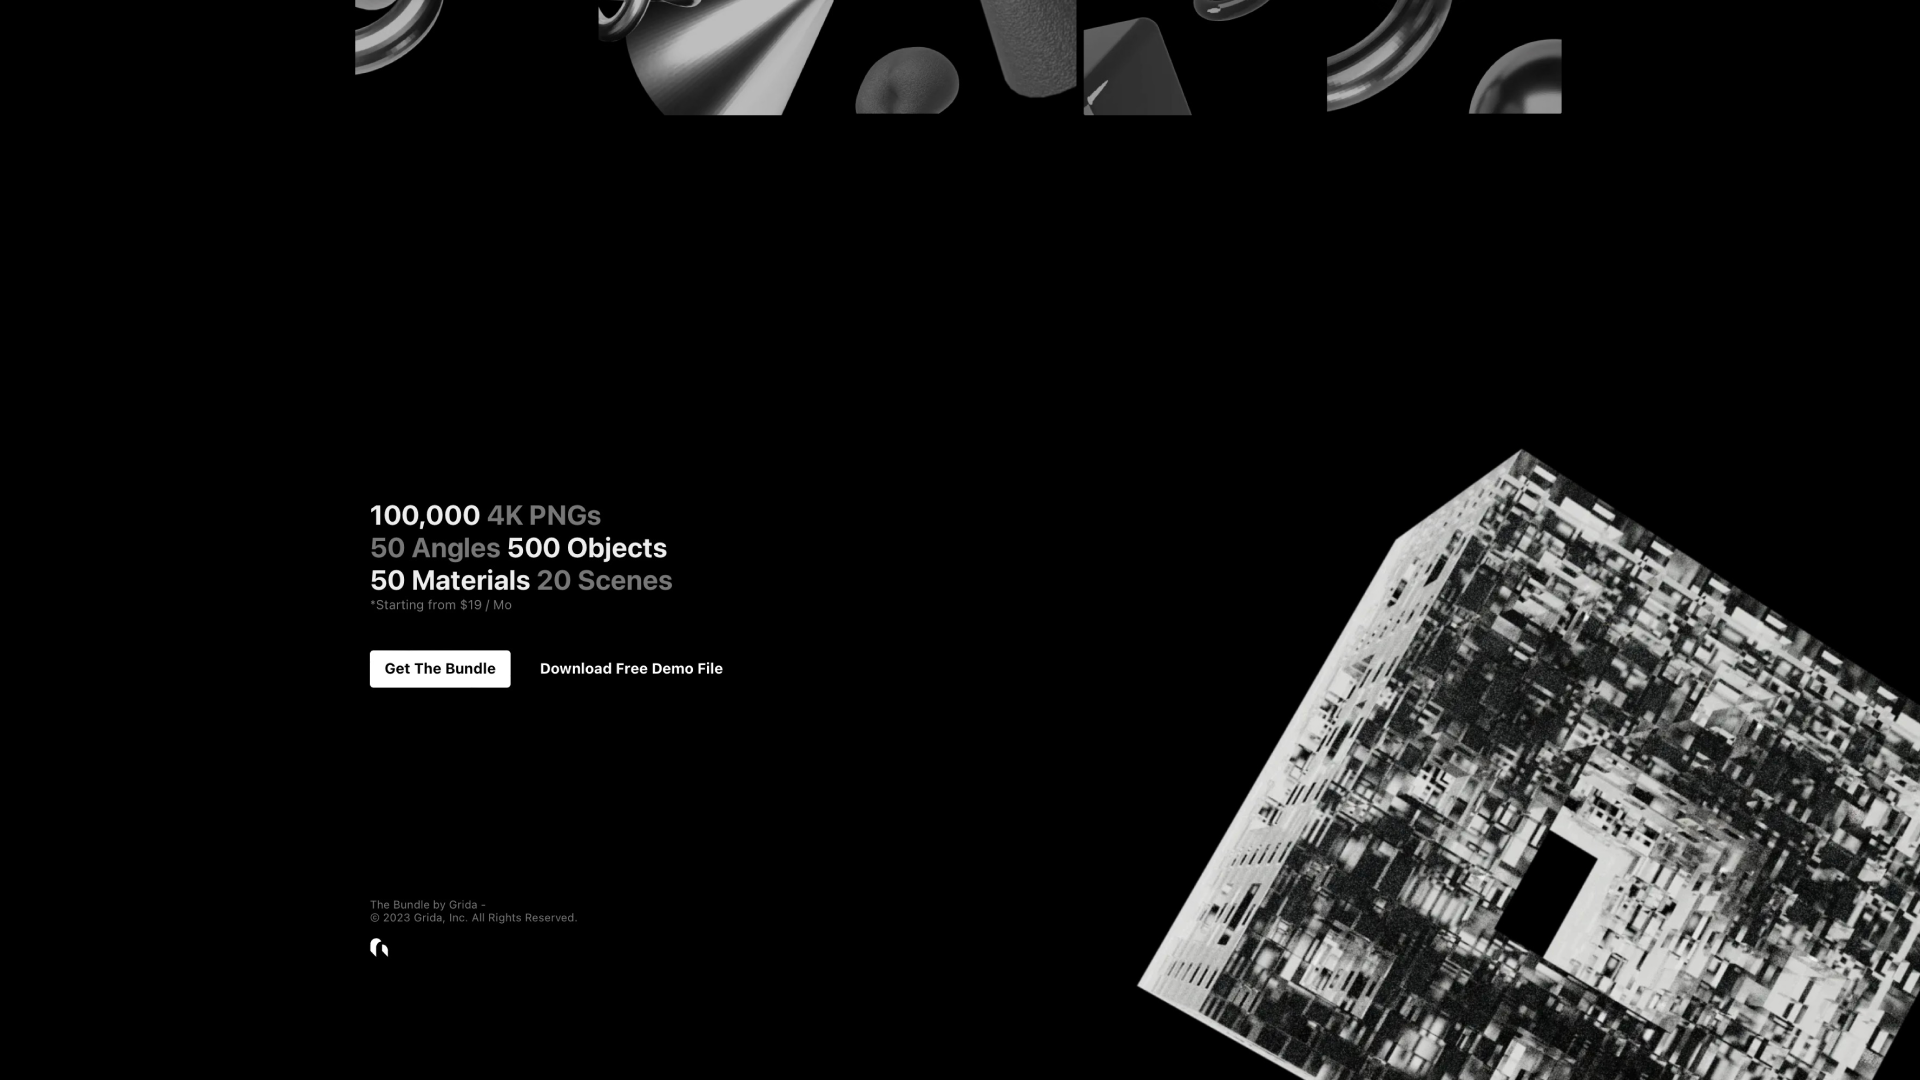 100,000 4K PNGs
50 Angles 500 Objects
50 Materials 20 Scenes
*Starting from $19 / Mo
Get The Bundle
Download Free Demo File
The Bundle by Grida -
© 2023 Grida, Inc. All Rights Reserved.